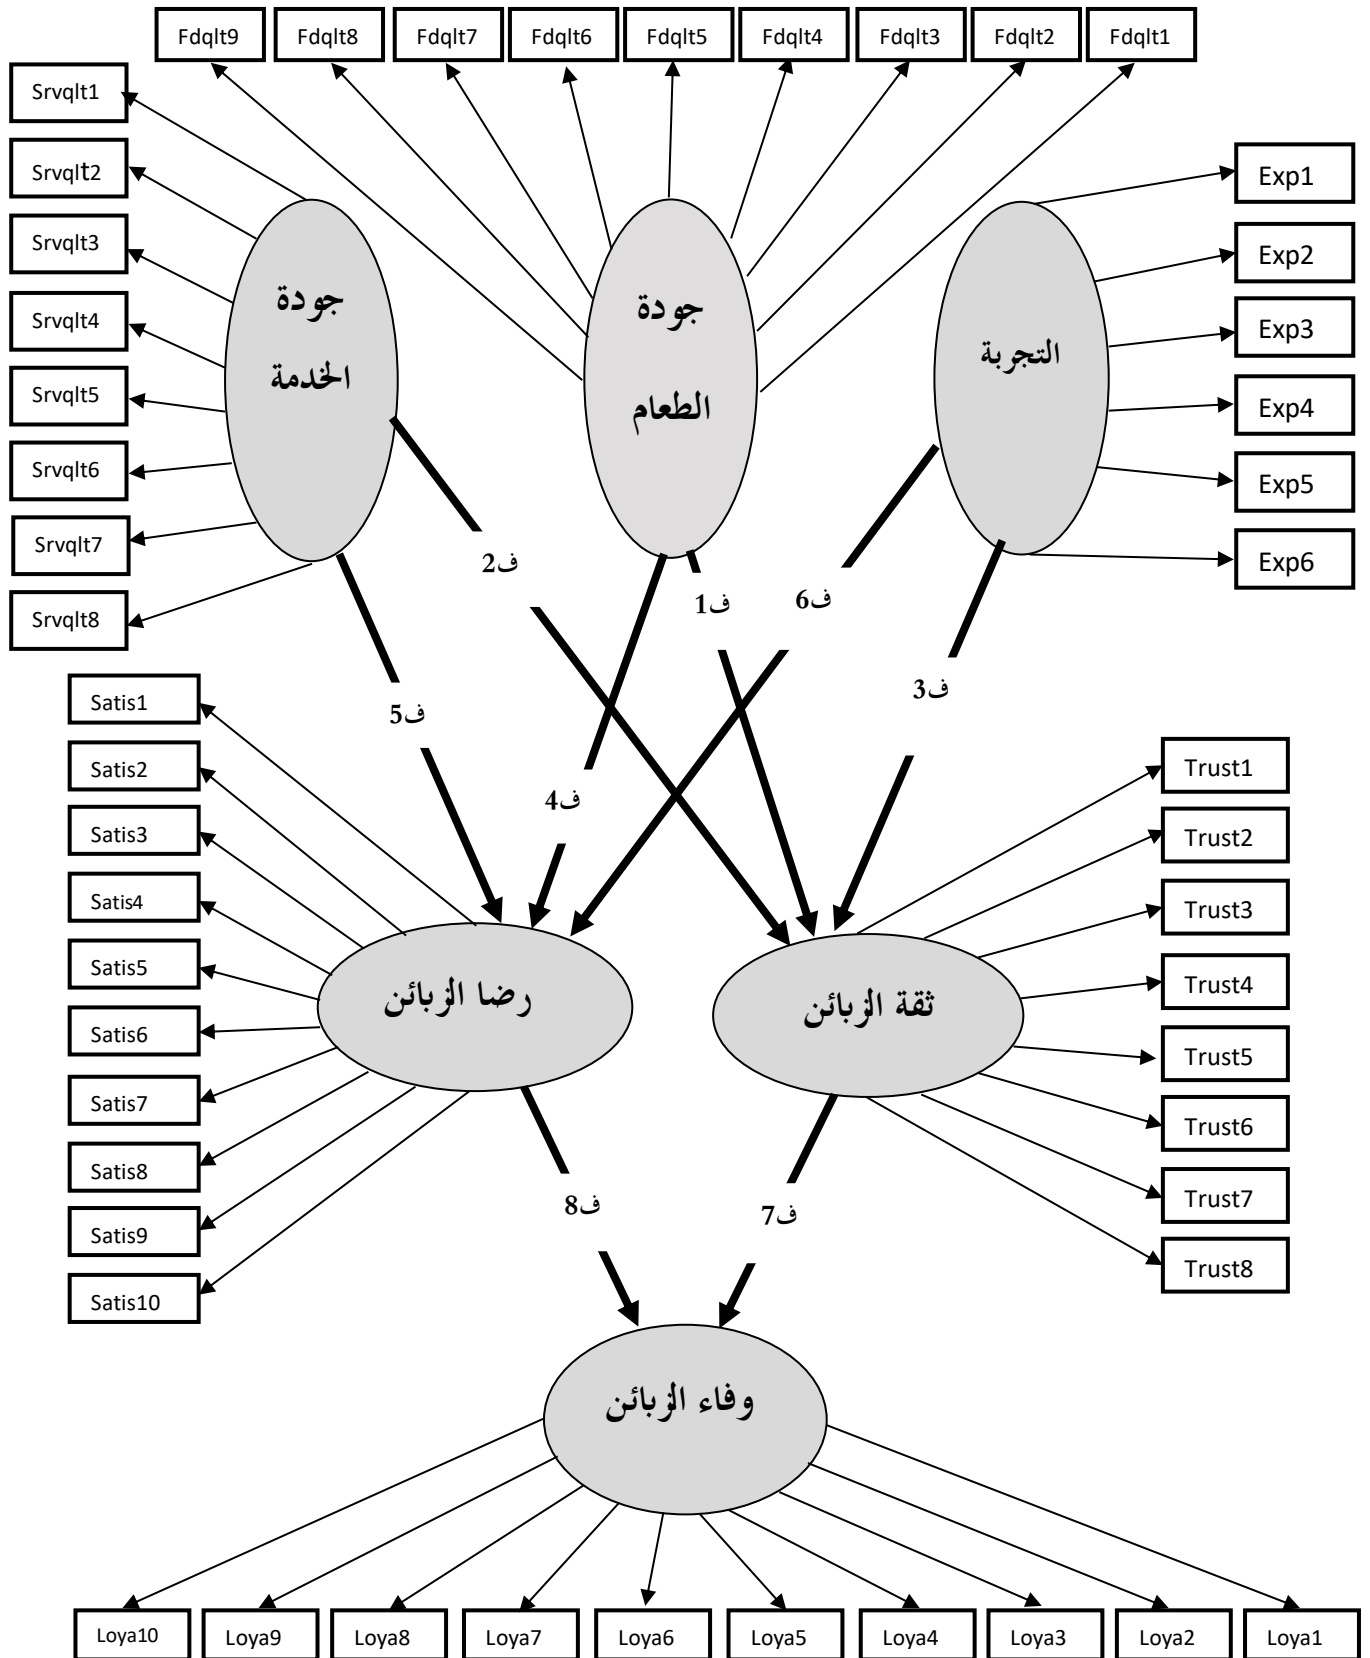 Fdqlt9 Fdqlt8 Fdqlt7 Fdqlt6 Fdqlt5 Fdqlt4 Fdqlt3 Fdqlt2 Fdqlt1
Srvqlt1
Srvqlt2
Srvqlt3
Srvqlt4
Srvqlt5
Srvqlt6
Srvqlt7
Srvqlt8
جودة
الخدمة
جودة
الطعام
التجربة
Exp1
Exp2
Exp3
Exp4
Exp5
Exp6
ف2
ف1
ف6
ف3
ف5
ف4
Satis1
Satis2
Satis3
Satis4
Satis5
Satis6
Satis7
Satis8
Satis9
Satis10
رضا الزبائن
ثقة الزبائن
Trust1
Trust2
Trust3
Trust4
Trust5
Trust6
Trust7
Trust8
ف8
ف7
وفاء الزبائن
Loya10 Loya9 Loya8 Loya7 Loya6 Loya5 Loya4 Loya3 Loya2 Loya1